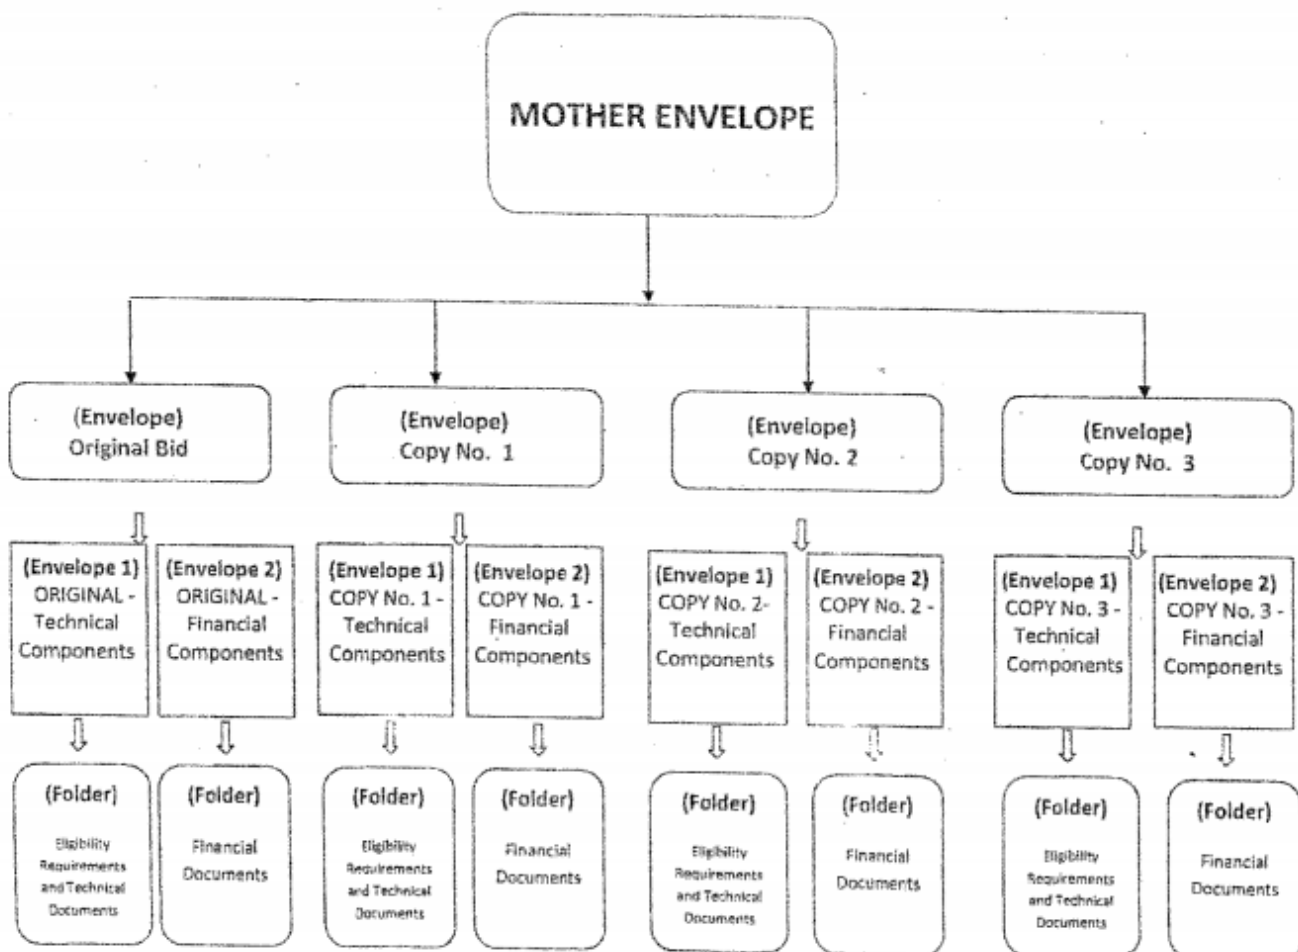 MOTHER ENVELOPE
(Envelope)
Original Bid
(Envelope)
Copy No. 1
(Envelope)
Copy No. 2
(Envelope)
Copy No. 3
(Envelope 1)
ORIGINAL -
Technical
Components
(Envelope 2)
ORIGINAL -
Financial
Components
(Envelope 1)
COPY No. 1 -
Technical
Components
(Envelope 2)
COPY No. 1 -
Financial
Components
(Envelope 1)
COPY No. 2-
Technical
Components
(Envelope 2)
COPY No. 2 -
Financial
Components
(Envelope 1)
COPY No. 3 -
Technical
Components
(Envelope 2)
COPY No. 3 -
Financial
Components
(Folder)
Eligibility
Requirements
and Technical
Documents
(Folder)
Financial
Documents
(Folder)
Eligibility
Requirements
and Technical
Documents
(Folder)
Financial
Documents
(Folder)
Eligibility
Requirements
and Technical
Documents
(Folder)
Financial
Documents
(Folder)
Eligibility
Requirements
and Technical
Documents
(Folder)
Financial
Documents